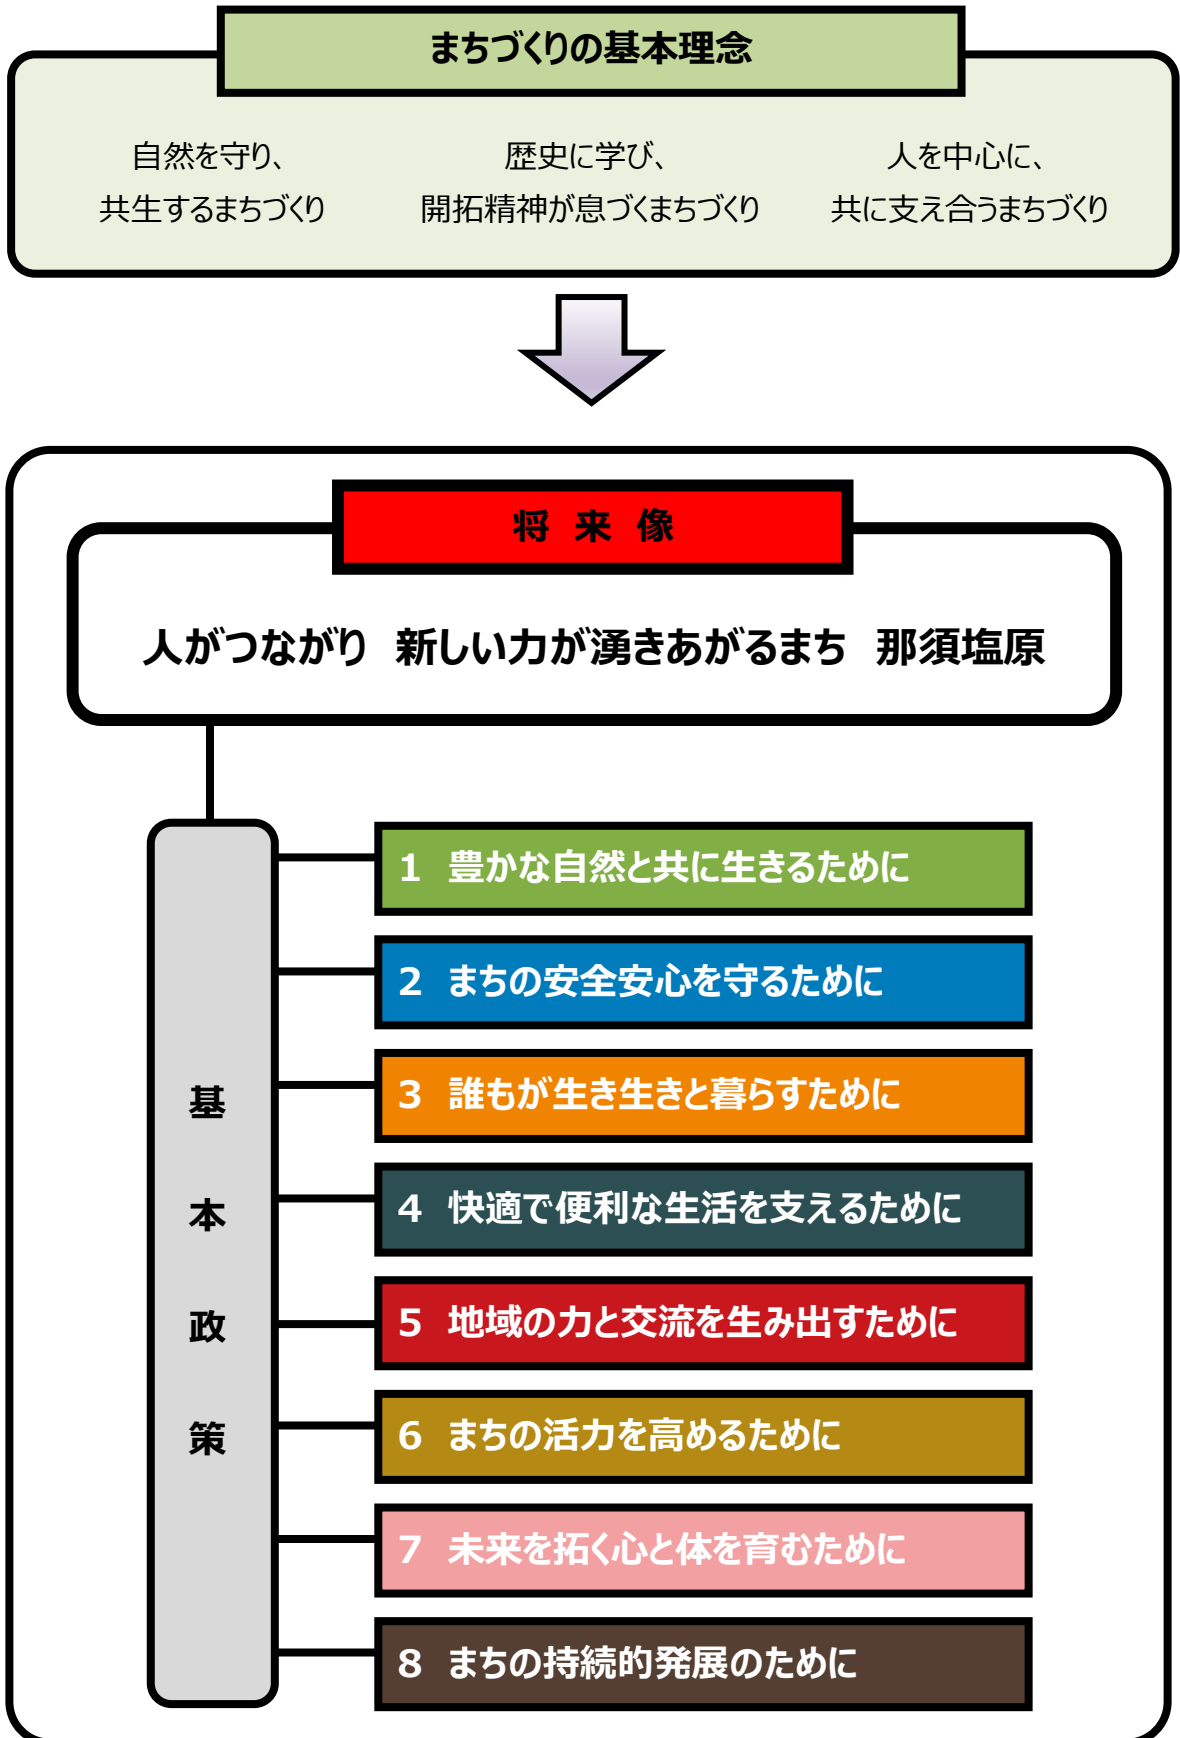 まちづくりの基本理念
自然を守り、
共生するまちづくり
歴史に学び、
開拓精神が息づくまちづくり
人を中心に、
共に支え合うまちづくり
将 来 像
人がつながり 新しい力が湧きあがるまち 那須塩原
基本政策
1 豊かな自然と共に生きるために
2 まちの安全安心を守るために
3 誰もが生き生きと暮らすために
4 快適で便利な生活を支えるために
5 地域の力と交流を生み出すために
6 まちの活力を高めるために
7 未来を拓く心と体を育むために
8 まちの持続的発展のために